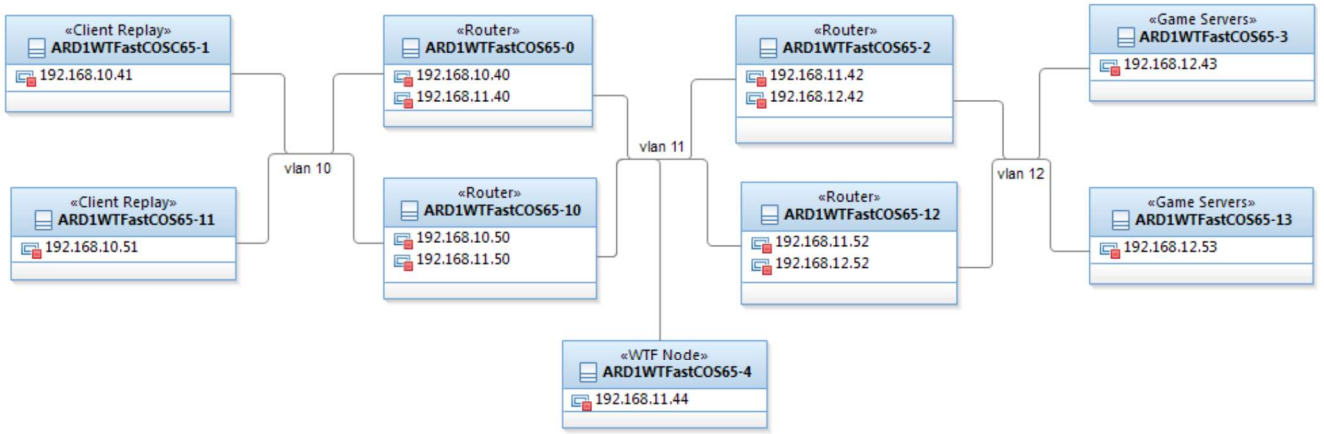 «Client Replay»
ARD1WTFastCOSC65-1
192.168.10.41
«Router»
ARD1WTFastCOS65-0
192.168.10.40
192.168.11.40
«Router»
ARD1WTFastCOS65-2
192.168.11.42
192.168.12.42
«Game Servers»
ARD1WTFastCOS65-3
192.168.12.43
vlan 10
vlan 11
vlan 12
«Client Replay»
ARD1WTFastCOS65-11
192.168.10.51
«Router»
ARD1WTFastCOS65-10
192.168.10.50
192.168.11.50
«Router»
ARD1WTFastCOS65-12
192.168.11.52
192.168.12.52
«Game Servers»
ARD1WTFastCOS65-13
192.168.12.53
«WTF Node»
ARD1WTFastCOS65-4
192.168.11.44